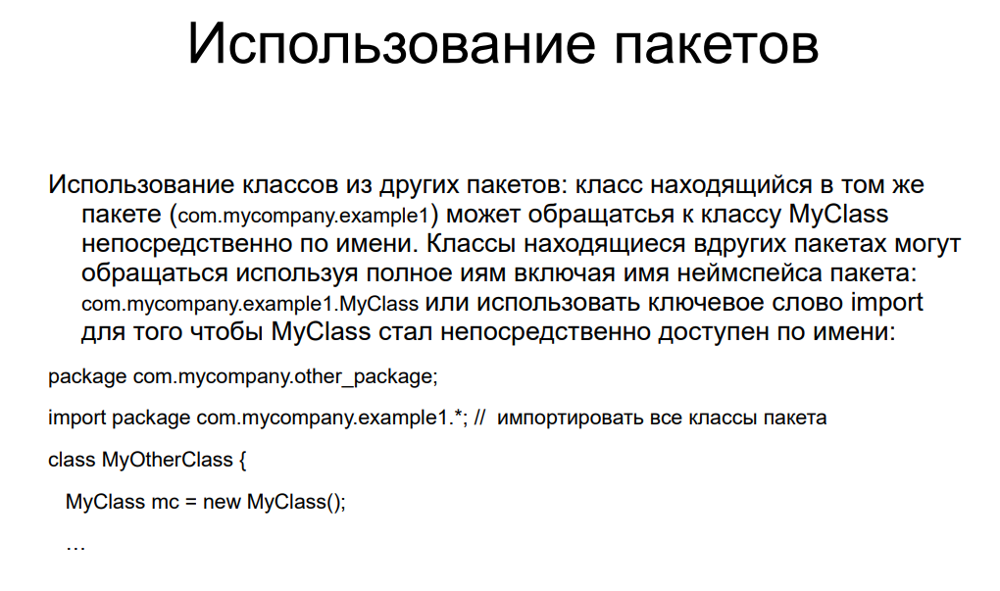 Использование пакетов
Использование классов из других пакетов: класс находящийся в том же
пакете (com.mycompany.example1) может обращатсья к классу MyClass
непосредственно по имени. Классы находящиеся вдругих пакетах могут
обращаться используя полное иям включая имя неймспейса пакета:
com.mycompany.example1.MyClass или использовать ключевое слово import
для того чтобы MyClass стал непосредственно доступен по имени:
package com.mycompany.other_package;
import package com.mycompany.example1.*; // импортировать все классы пакета
class MyOtherClass {
MyClass mc = new MyClass();
…